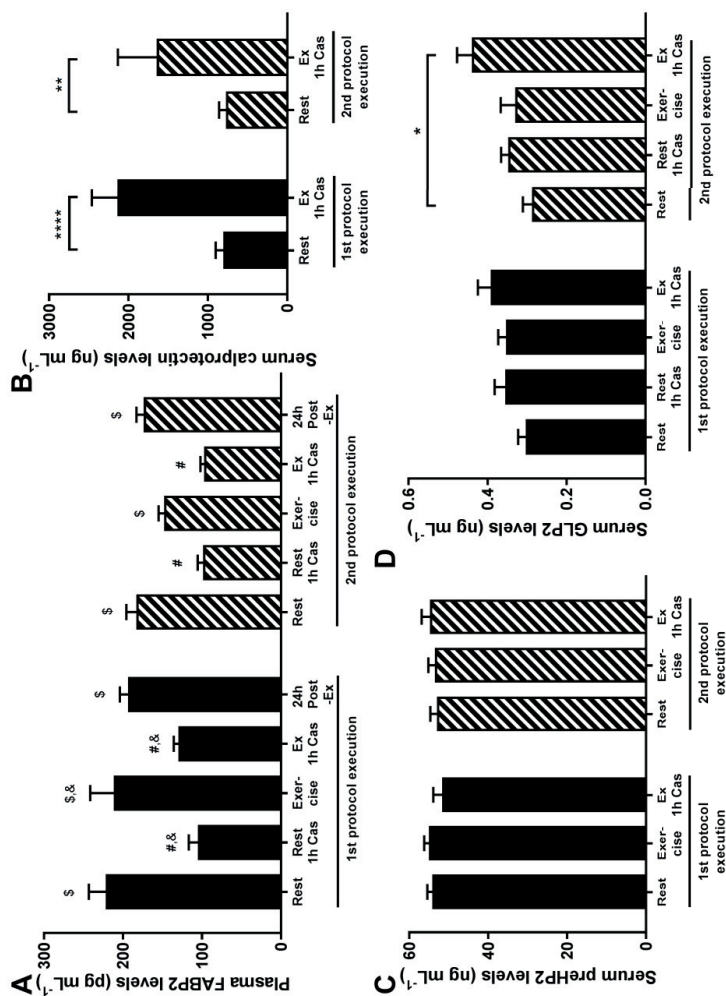 A
Plasma FABP2 levels (pg mL⁻¹)
300
200
100
0
$
#,&
$,&
#,&
$
$
#
$
#
$
Rest
Rest
1h Cas
Exer-
cise
Ex
1h Cas
24h
Post
-Ex
Rest
Rest
1h Cas
Exer-
cise
Ex
1h Cas
24h
Post
-Ex
1st protocol execution
2nd protocol execution
B
Serum calprotectin levels (ng mL⁻¹)
3000
2000
1000
0
****
**
Rest
Ex
1h Cas
Rest
Ex
1h Cas
1st protocol
execution
2nd protocol
execution
C
Serum preHP2 levels (ng mL⁻¹)
60
40
20
0
Rest
Exer-
cise
Ex
1h Cas
Rest
Exer-
cise
Ex
1h Cas
1st protocol
execution
2nd protocol
execution
D
Serum GLP2 levels (ng mL⁻¹)
0.6
0.4
0.2
0.0
*
Rest
Rest
1h Cas
Exer-
cise
Ex
1h Cas
Rest
Rest
1h Cas
Exer-
cise
Ex
1h Cas
1st protocol execution
2nd protocol execution